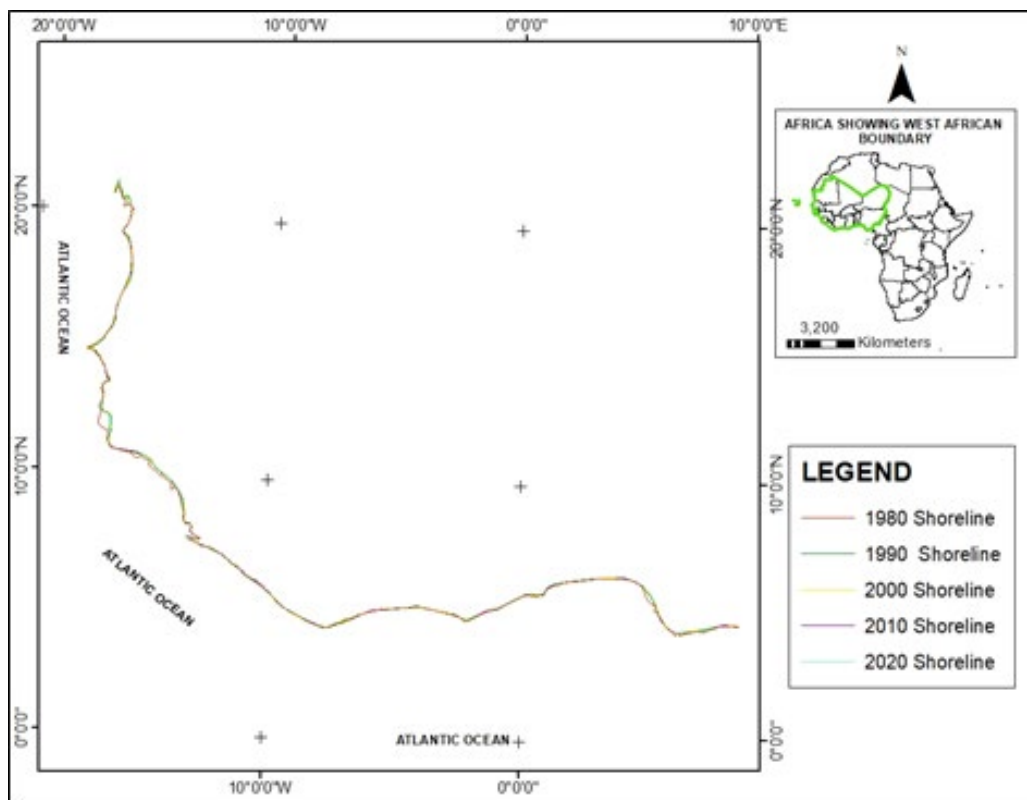 20°0'0"W 10°0'0"W 0°0'0" 10°0'0"E
N
AFRICA SHOWING WEST AFRICAN
BOUNDARY
3,200
Kilometers
20°0'0"N
20°0'0"N
ATLANTIC OCEAN
10°0'0"N
10°0'0"N
ATLANTIC OCEAN
LEGEND
1980 Shoreline
1990 Shoreline
2000 Shoreline
2010 Shoreline
2020 Shoreline
0°0'0"
0°0'0"
ATLANTIC OCEAN
10°0'0"W 0°0'0"